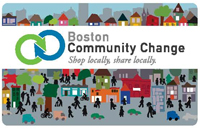 Boston
Community Change
Shop locally, share locally.